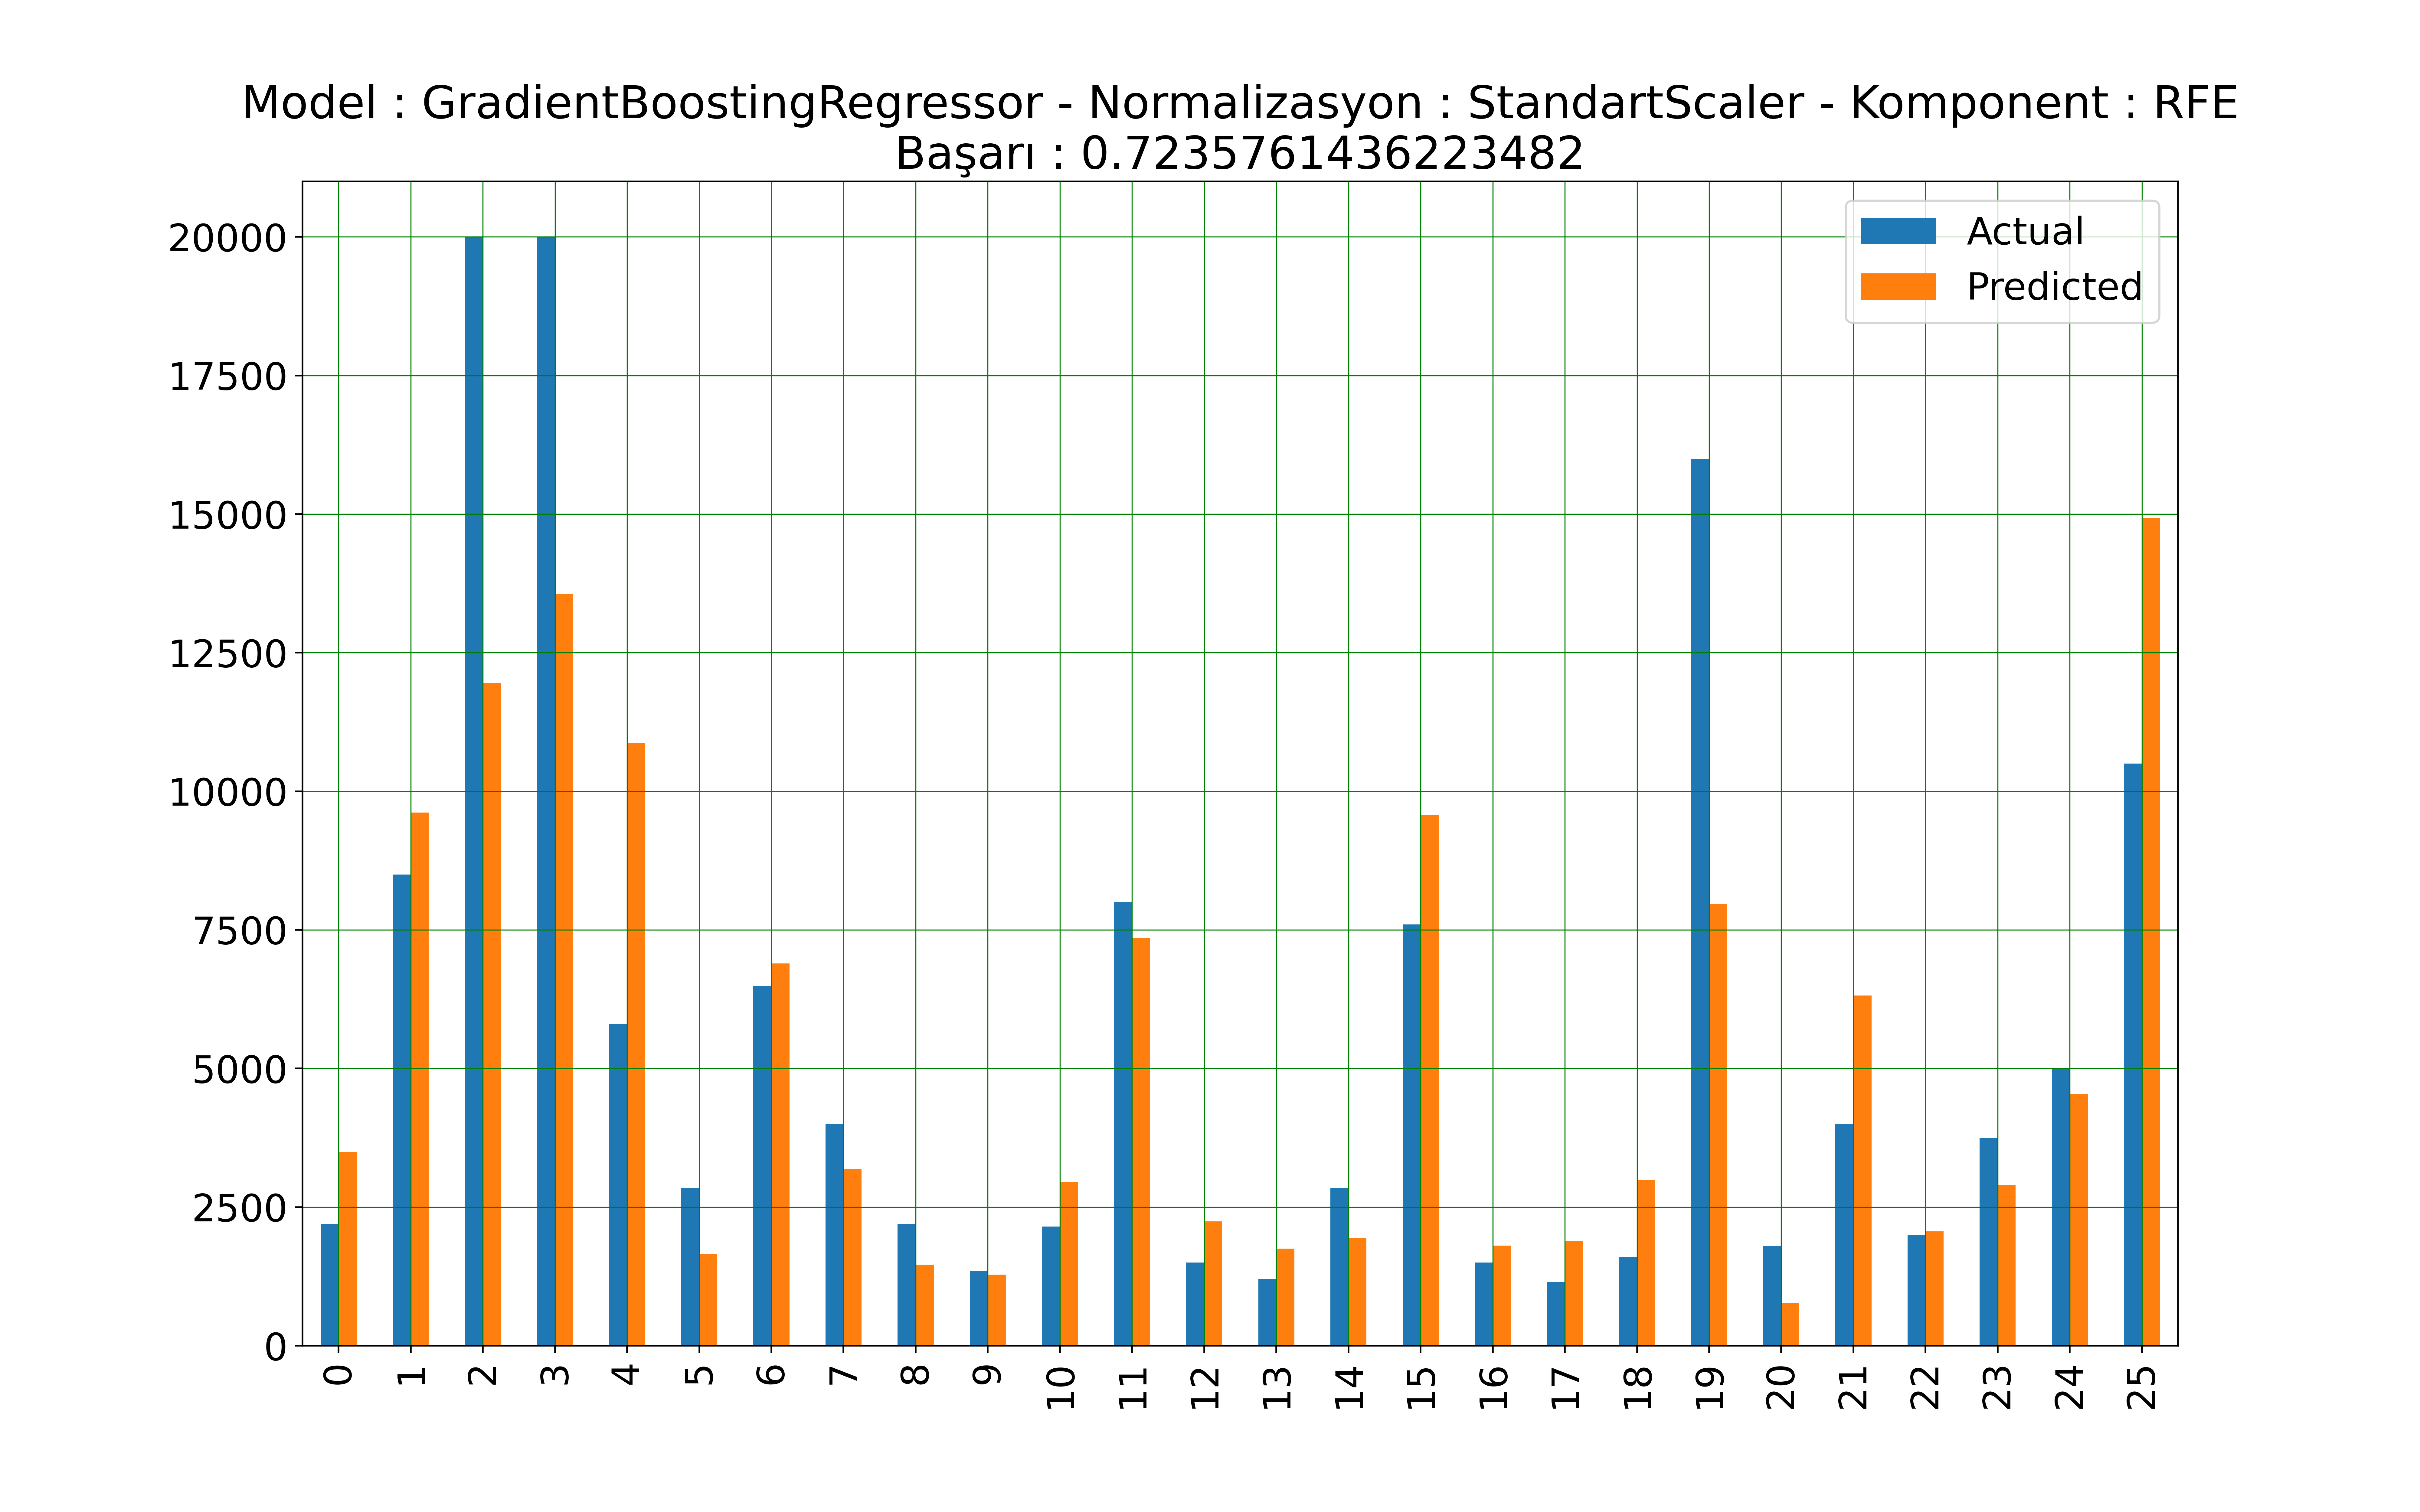 Model : GradientBoostingRegressor - Normalizasyon : StandartScaler - Komponent : RFE
Başarı : 0.7235761436223482
Actual
Predicted
20000
17500
15000
12500
10000
7500
5000
2500
0
0 1 2 3 4 5 6 7 8 9 10 11 12 13 14 15 16 17 18 19 20 21 22 23 24 25